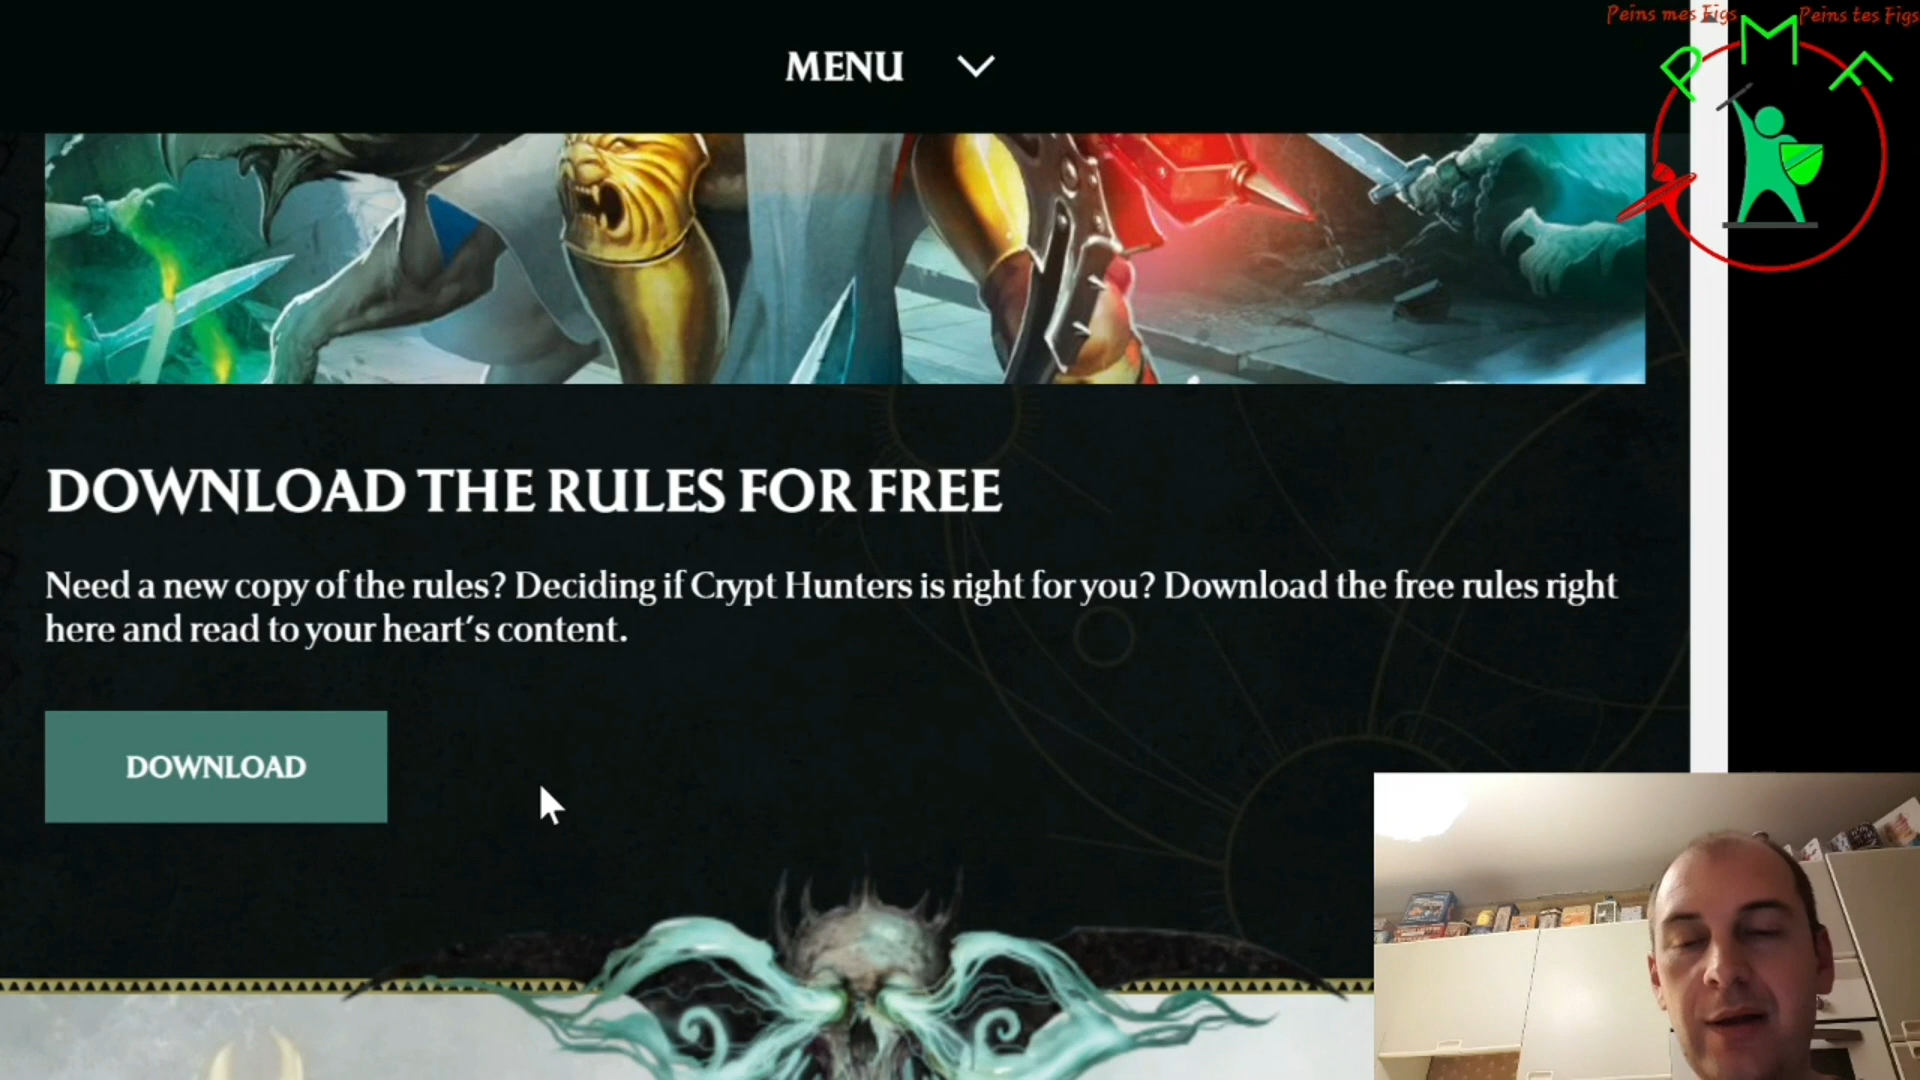 Peins mes Figs Peins tes Figs
P M F
MENU
DOWNLOAD THE RULES FOR FREE
Need a new copy of the rules? Deciding if Crypt Hunters is right for you? Download the free rules right
here and read to your heart's content.
DOWNLOAD